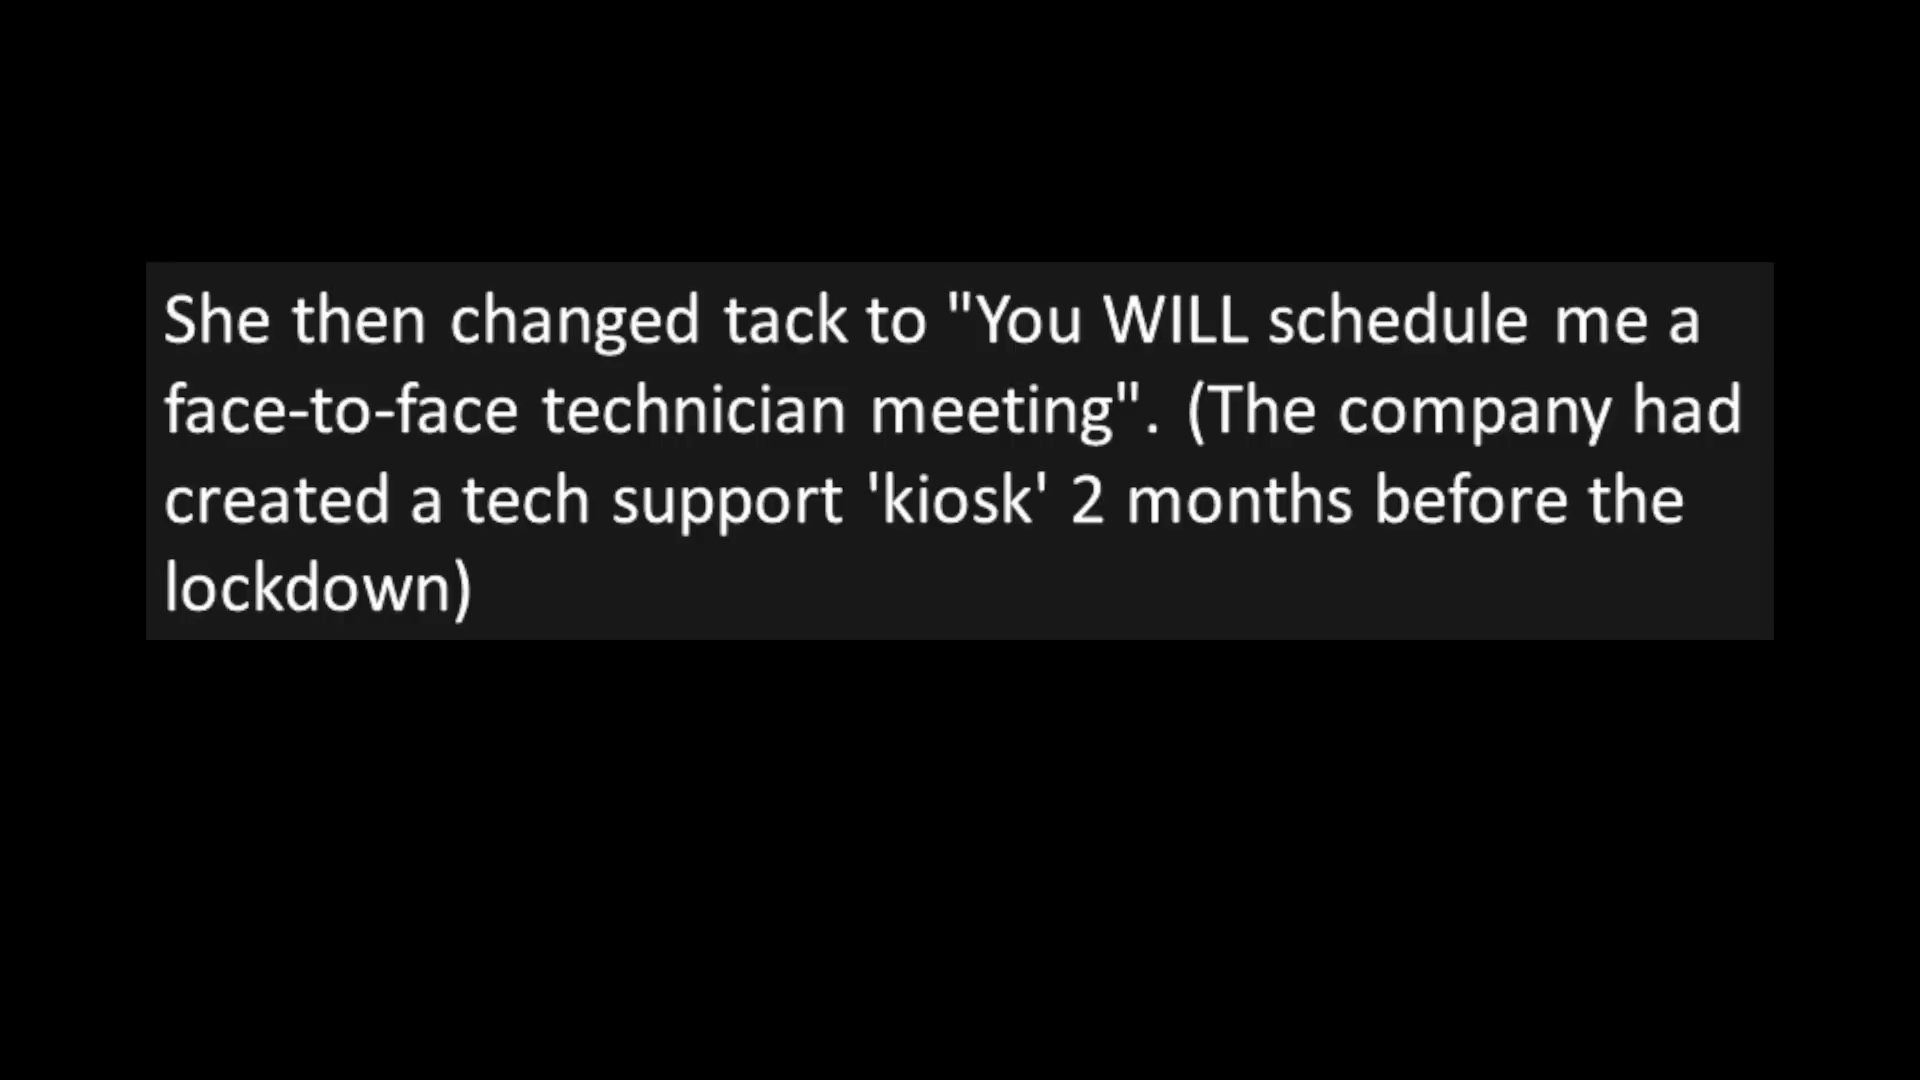 She then changed tack to "You WILL schedule me a
face-to-face technician meeting". (The company had
created a tech support 'kiosk' 2 months before the
lockdown)